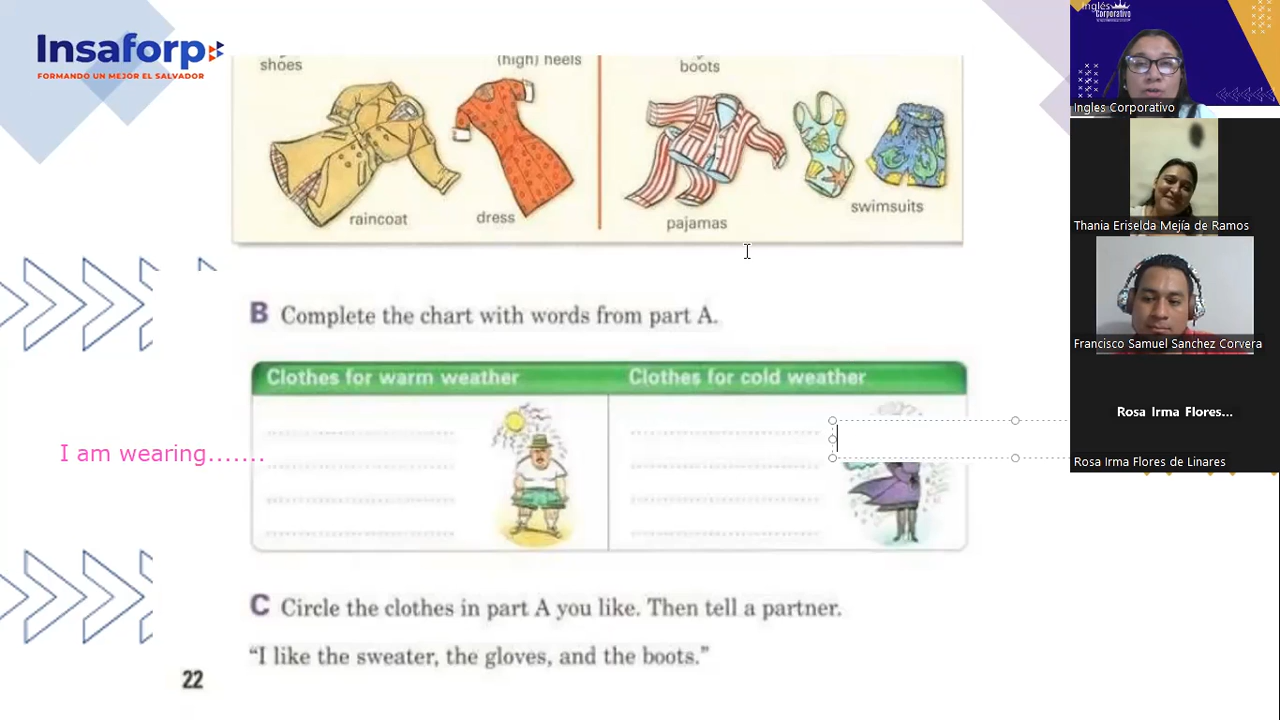 Inglés
corporativo
Insaforp
FORMANDO UN MEJOR EL SALVADOR
shoes
(high) heels
boots
raincoat
dress
pajamas
swimsuits
Ingles Corporativo
Thania Eriselda Mejía de Ramos
Francisco Samuel Sanchez Corvera
Rosa Irma Flores...
Rosa Irma Flores de Linares
B Complete the chart with words from part A.
Clothes for warm weather
Clothes for cold weather
I am wearing.......
C Circle the clothes in part A you like. Then tell a partner.
“I like the sweater, the gloves, and the boots.”
22